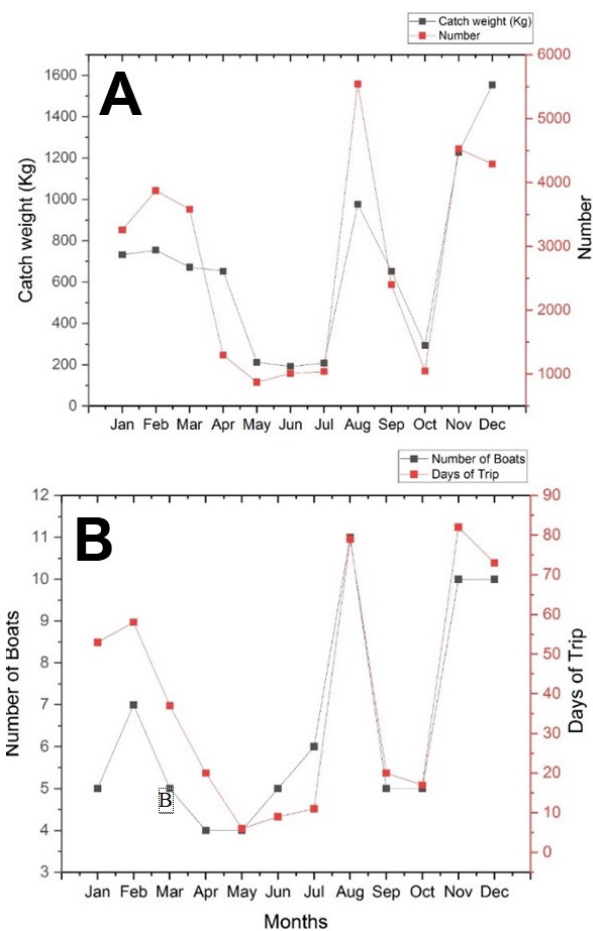 Catch weight (Kg)
Number
A
1600
1400
1200
1000
800
600
400
200
0
Catch weight (Kg)
6000
5000
4000
3000
2000
1000
Number
Jan Feb Mar Apr May Jun Jul Aug Sep Oct Nov Dec
Number of Boats
Days of Trip
B
12
11
10
9
8
7
6
5
4
3
Number of Boats
B
90
80
70
60
50
40
30
20
10
0
Days of Trip
Jan Feb Mar Apr May Jun Jul Aug Sep Oct Nov Dec
Months